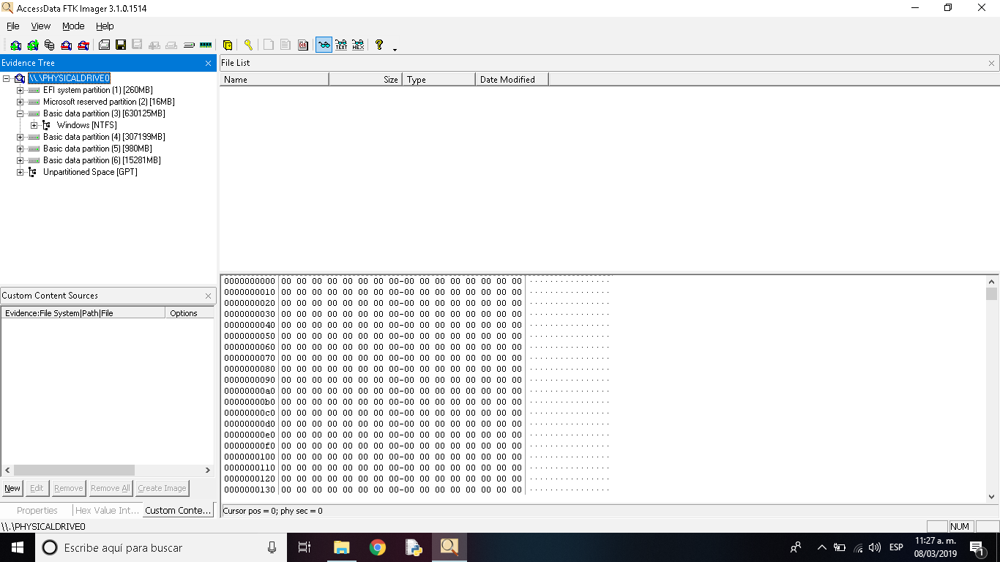 AccessData FTK Imager 3.1.0.1514
File View Mode Help
Evidence Tree
\\.\PHYSICALDRIVE0
EFI system partition (1) [260MB]
Microsoft reserved partition (2) [16MB]
Basic data partition (3) [630125MB]
Windows [NTFS]
Basic data partition (4) [307199MB]
Basic data partition (5) [980MB]
Basic data partition (6) [15281MB]
Unpartitioned Space [GPT]
File List
Name Size Type Date Modified
Custom Content Sources
Evidence:File System|Path|File Options
New Edit Remove Remove All Create Image
Properties Hex Value Int... Custom Conte...
0000000000 00 00 00 00 00 00 00 00-00 00 00 00 00 00 00 00 ················
0000000010 00 00 00 00 00 00 00 00-00 00 00 00 00 00 00 00 ················
0000000020 00 00 00 00 00 00 00 00-00 00 00 00 00 00 00 00 ················
0000000030 00 00 00 00 00 00 00 00-00 00 00 00 00 00 00 00 ················
0000000040 00 00 00 00 00 00 00 00-00 00 00 00 00 00 00 00 ················
0000000050 00 00 00 00 00 00 00 00-00 00 00 00 00 00 00 00 ················
0000000060 00 00 00 00 00 00 00 00-00 00 00 00 00 00 00 00 ················
0000000070 00 00 00 00 00 00 00 00-00 00 00 00 00 00 00 00 ················
0000000080 00 00 00 00 00 00 00 00-00 00 00 00 00 00 00 00 ················
0000000090 00 00 00 00 00 00 00 00-00 00 00 00 00 00 00 00 ················
00000000a0 00 00 00 00 00 00 00 00-00 00 00 00 00 00 00 00 ················
00000000b0 00 00 00 00 00 00 00 00-00 00 00 00 00 00 00 00 ················
00000000c0 00 00 00 00 00 00 00 00-00 00 00 00 00 00 00 00 ················
00000000d0 00 00 00 00 00 00 00 00-00 00 00 00 00 00 00 00 ················
00000000e0 00 00 00 00 00 00 00 00-00 00 00 00 00 00 00 00 ················
00000000f0 00 00 00 00 00 00 00 00-00 00 00 00 00 00 00 00 ················
0000000100 00 00 00 00 00 00 00 00-00 00 00 00 00 00 00 00 ················
0000000110 00 00 00 00 00 00 00 00-00 00 00 00 00 00 00 00 ················
0000000120 00 00 00 00 00 00 00 00-00 00 00 00 00 00 00 00 ················
0000000130 00 00 00 00 00 00 00 00-00 00 00 00 00 00 00 00 ················
Cursor pos = 0; phy sec = 0
\\.\PHYSICALDRIVE0 NUM
Escribe aquí para buscar
ESP
11:27 a. m.
08/03/2019
1